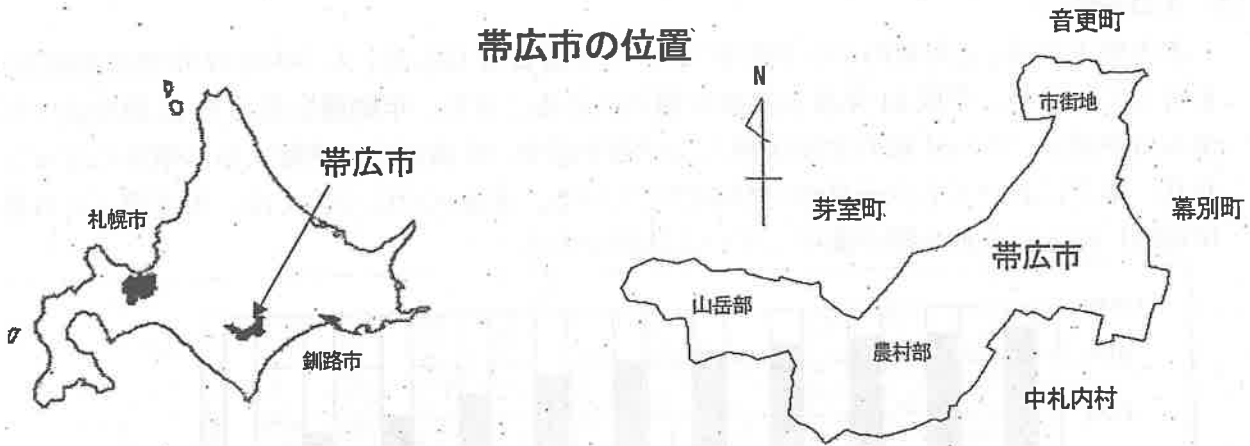 帯広市の位置
帯広市
札幌市
釧路市
N
音更町
市街地
芽室町
幕別町
帯広市
山岳部
農村部
中札内村